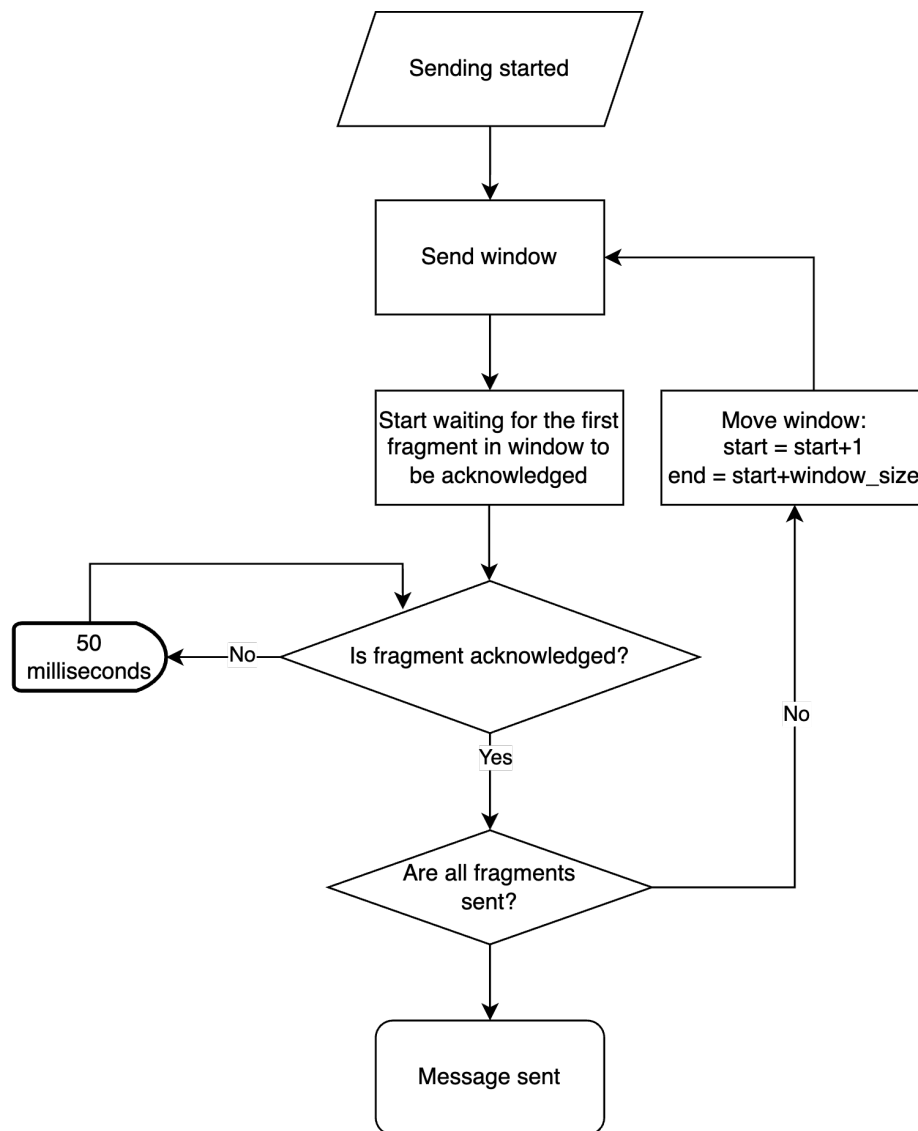 Sending started
Send window
Start waiting for the first
fragment in window to
be acknowledged
Move window:
start = start+1
end = start+window_size
50
milliseconds
No
Is fragment acknowledged?
No
Yes
Are all fragments
sent?
Message sent